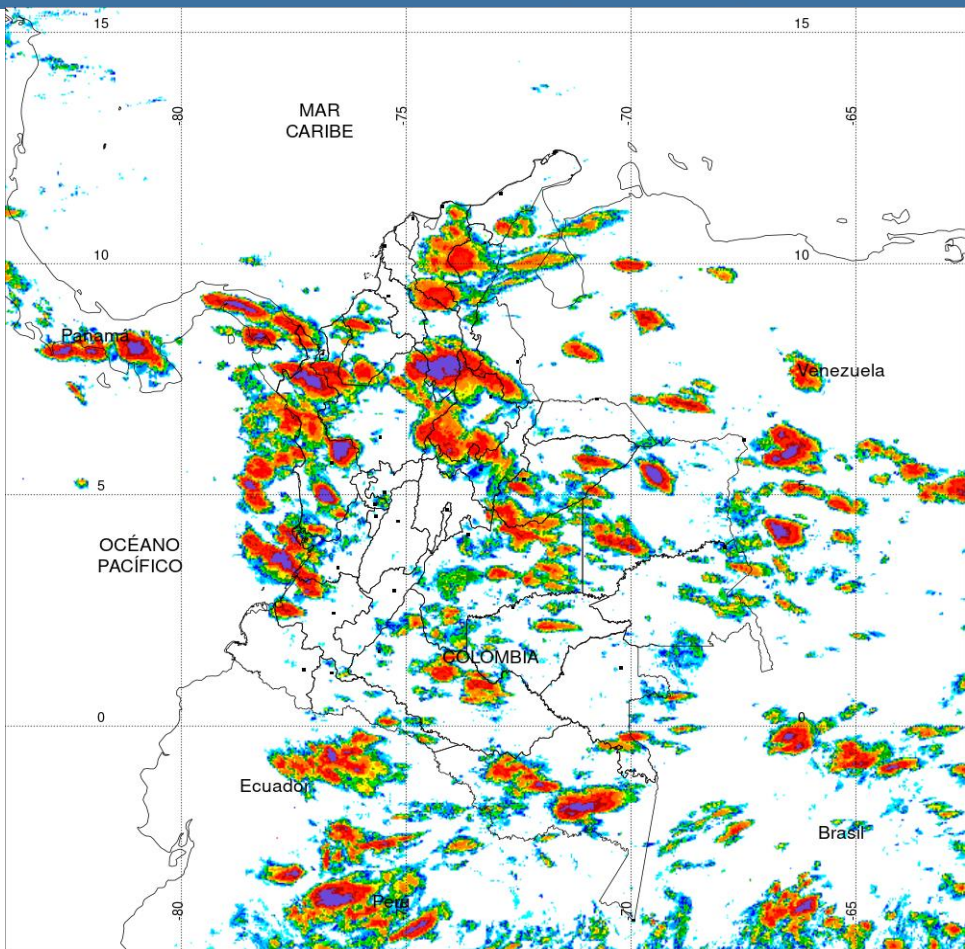 15
15
-80
-75
-70
-65
MAR
CARIBE
10
10
Panamá
Venezuela
5
5
OCÉANO
PACÍFICO
COLOMBIA
0
0
Ecuador
Brasil
Perú
-80
-70
-65